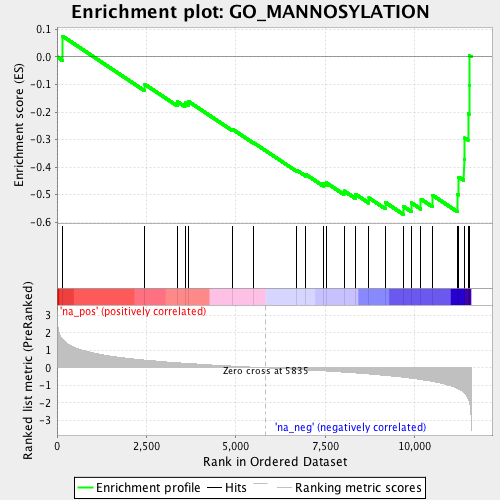 Enrichment plot: GO_MANNOSYLATION
Enrichment score (ES)
0.1
0.0
-0.1
-0.2
-0.3
-0.4
-0.5
-0.6
Ranked list metric (PreRanked)
3
2
1
0
-1
-2
-3
'na_pos' (positively correlated)
Zero cross at 5835
'na_neg' (negatively correlated)
0
2,500
5,000
7,500
10,000
Rank in Ordered Dataset
Enrichment profile
Hits
Ranking metric scores